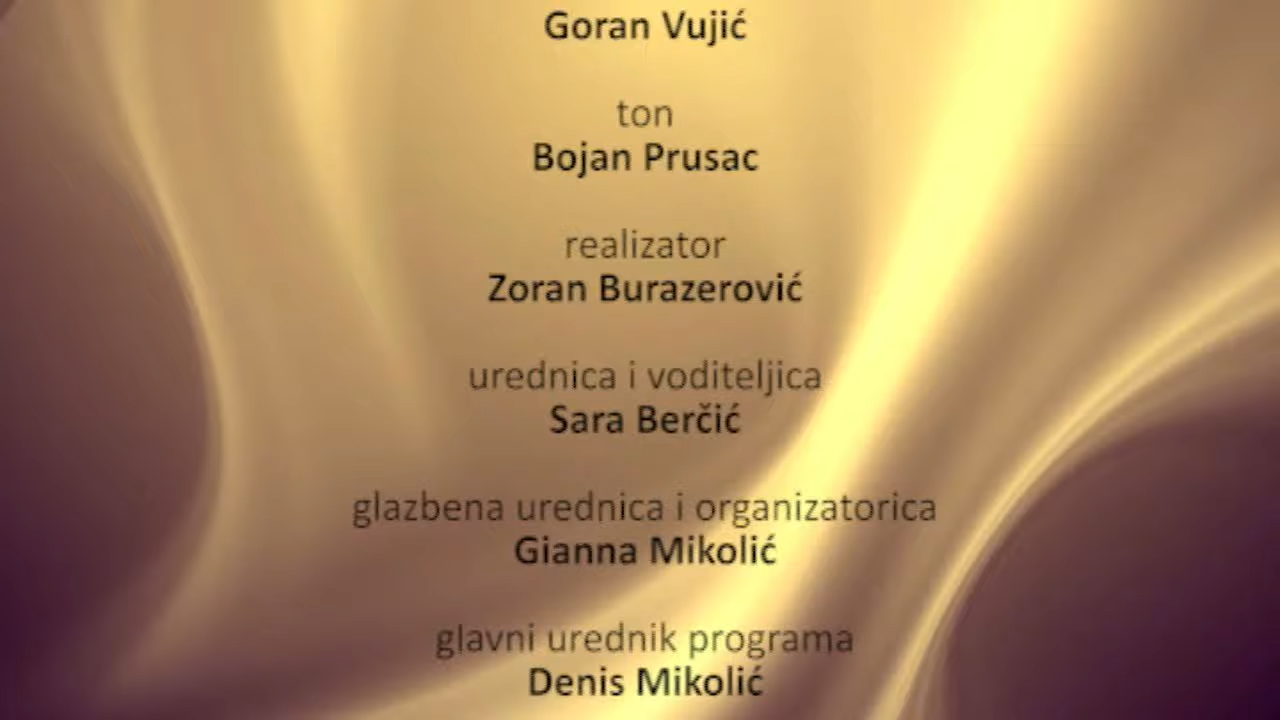 Goran Vujić
ton
Bojan Prusac
realizator
Zoran Burazerović
urednica i voditeljica
Sara Berčić
glazbena urednica i organizatorica
Gianna Mikolić
glavni urednik programa
Denis Mikolić